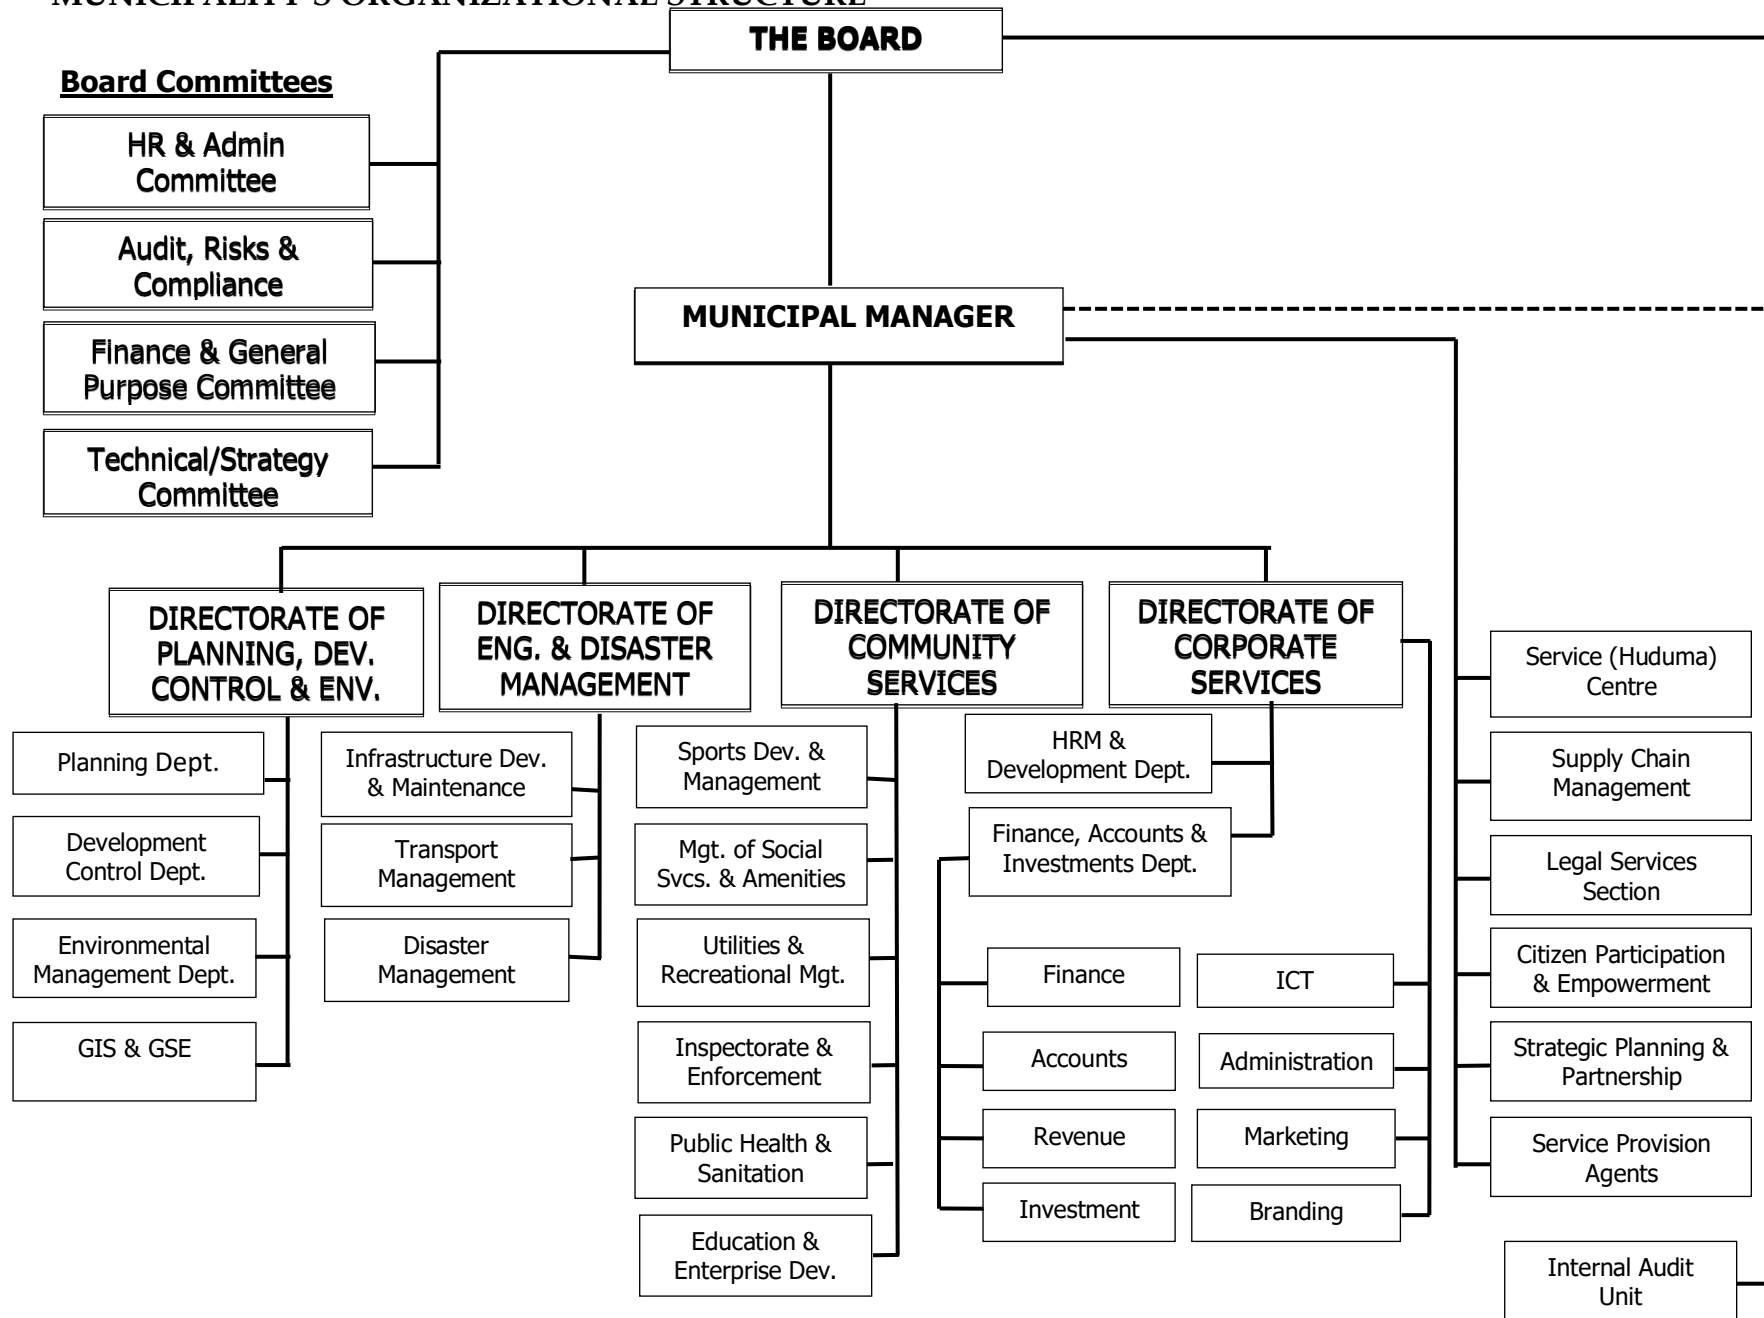 MUNICIPALITY'S ORGANIZATIONAL STRUCTURE
THE BOARD
Board Committees
HR & Admin
Committee
Audit, Risks &
Compliance
Finance & General
Purpose Committee
Technical/Strategy
Committee
MUNICIPAL MANAGER
DIRECTORATE OF
PLANNING, DEV.
CONTROL & ENV.
DIRECTORATE OF
ENG. & DISASTER
MANAGEMENT
DIRECTORATE OF
COMMUNITY
SERVICES
DIRECTORATE OF
CORPORATE
SERVICES
Planning Dept.
Development
Control Dept.
Environmental
Management Dept.
GIS & GSE
Infrastructure Dev.
& Maintenance
Transport
Management
Disaster
Management
Sports Dev. &
Management
Mgt. of Social
Svcs. & Amenities
Utilities &
Recreational Mgt.
Inspectorate &
Enforcement
Public Health &
Sanitation
Education &
Enterprise Dev.
HRM &
Development Dept.
Finance, Accounts &
Investments Dept.
Finance
Accounts
Revenue
Investment
ICT
Administration
Marketing
Branding
Service (Huduma)
Centre
Supply Chain
Management
Legal Services
Section
Citizen Participation
& Empowerment
Strategic Planning &
Partnership
Service Provision
Agents
Internal Audit
Unit